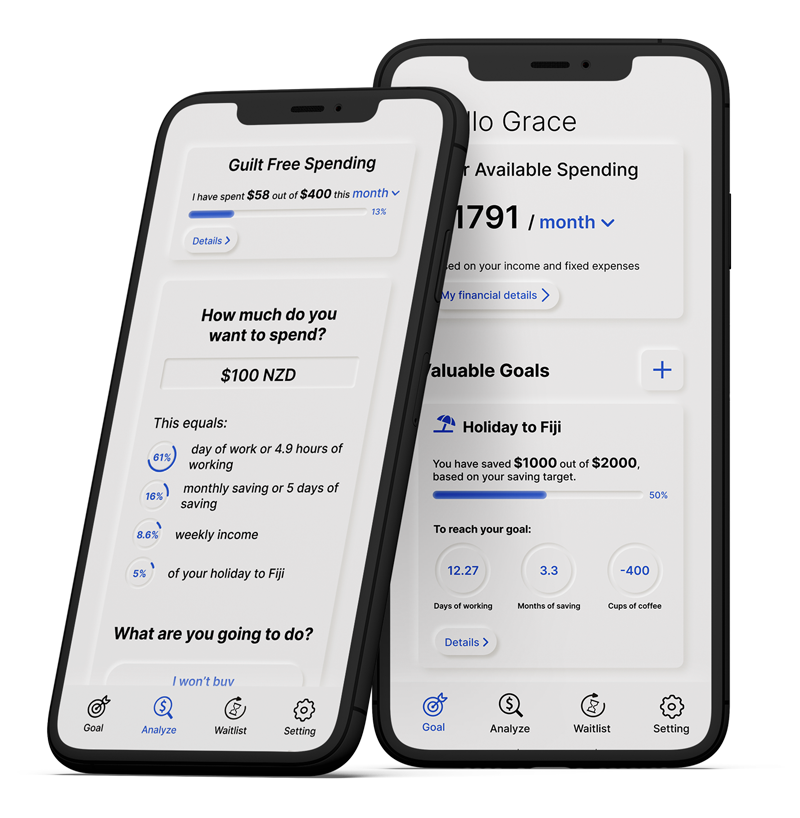 Guilt Free Spending
I have spent $58 out of $400 this month
13%
Details >
How much do you
want to spend?
$100 NZD
This equals:
61%
day of work or 4.9 hours of
working
16%
monthly saving or 5 days of
saving
8.6%
weekly income
5%
of your holiday to Fiji
What are you going to do?
I won't buy
Goal
Analyze
Waitlist
Setting
llo Grace
r Available Spending
1791 / month
sed on your income and fixed expenses
My financial details >
Valuable Goals
+
Holiday to Fiji
You have saved $1000 out of $2000,
based on your saving target.
50%
To reach your goal:
12.27
3.3
-400
Days of working
Months of saving
Cups of coffee
Details >
Goal
Analyze
Waitlist
Setting